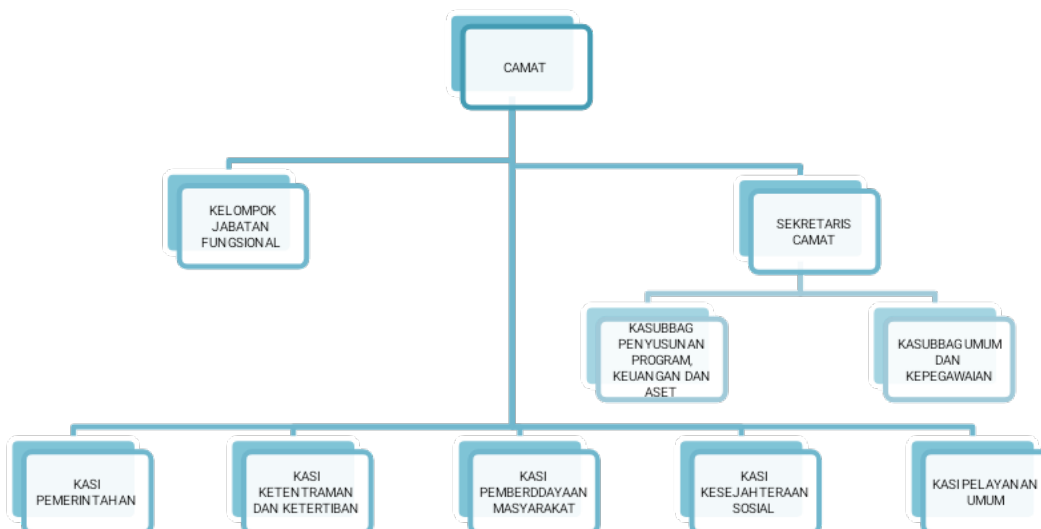 CAMAT
KELOMPOK
JABATAN
FUNGSIONAL
SEKRETARIS
CAMAT
KASUBBAG
PENYUSUNAN
PROGRAM,
KEUANGAN DAN
ASET
KASUBBAG UMUM
DAN
KEPEGAWAIAN
KASI
PEMERINTAHAN
KASI
KETENTRAMAN
DAN KETERTIBAN
KASI
PEMBERDDAYAAN
MASYARAKAT
KASI
KESEJAHTERAAN
SOSIAL
KASI PELAYANAN
UMUM